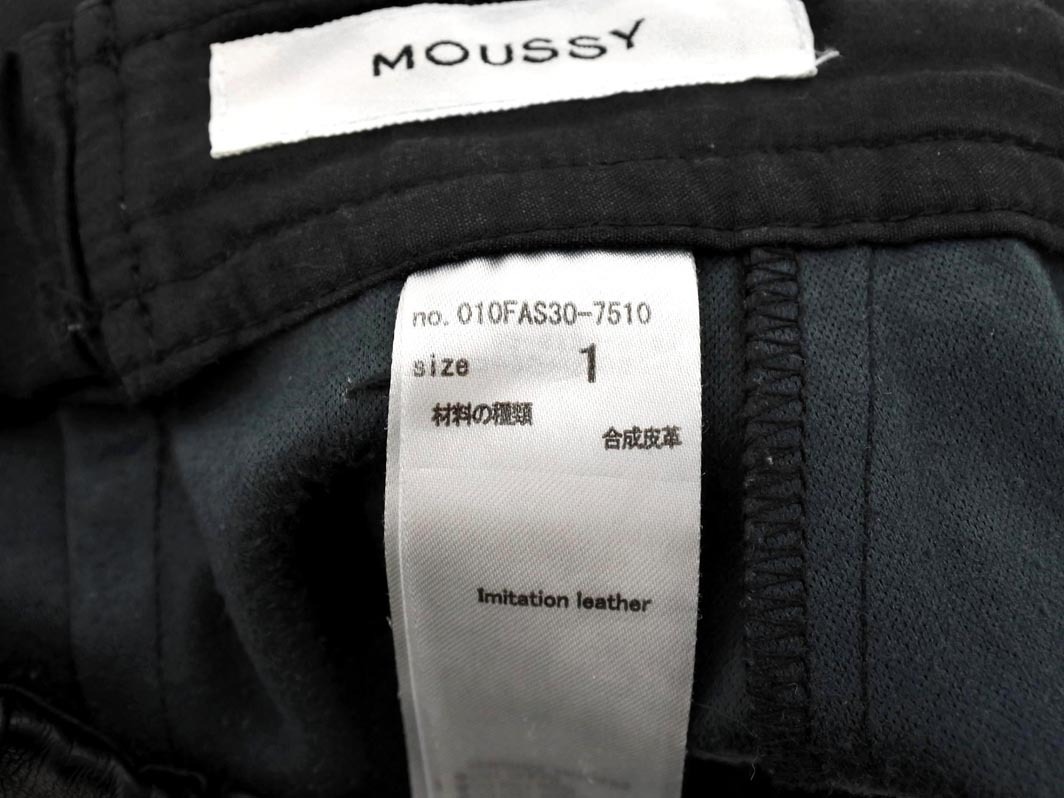 MOUSSY
no. 010FAS30-7510
size 1
材料の種類
合成皮革
Imitation leather